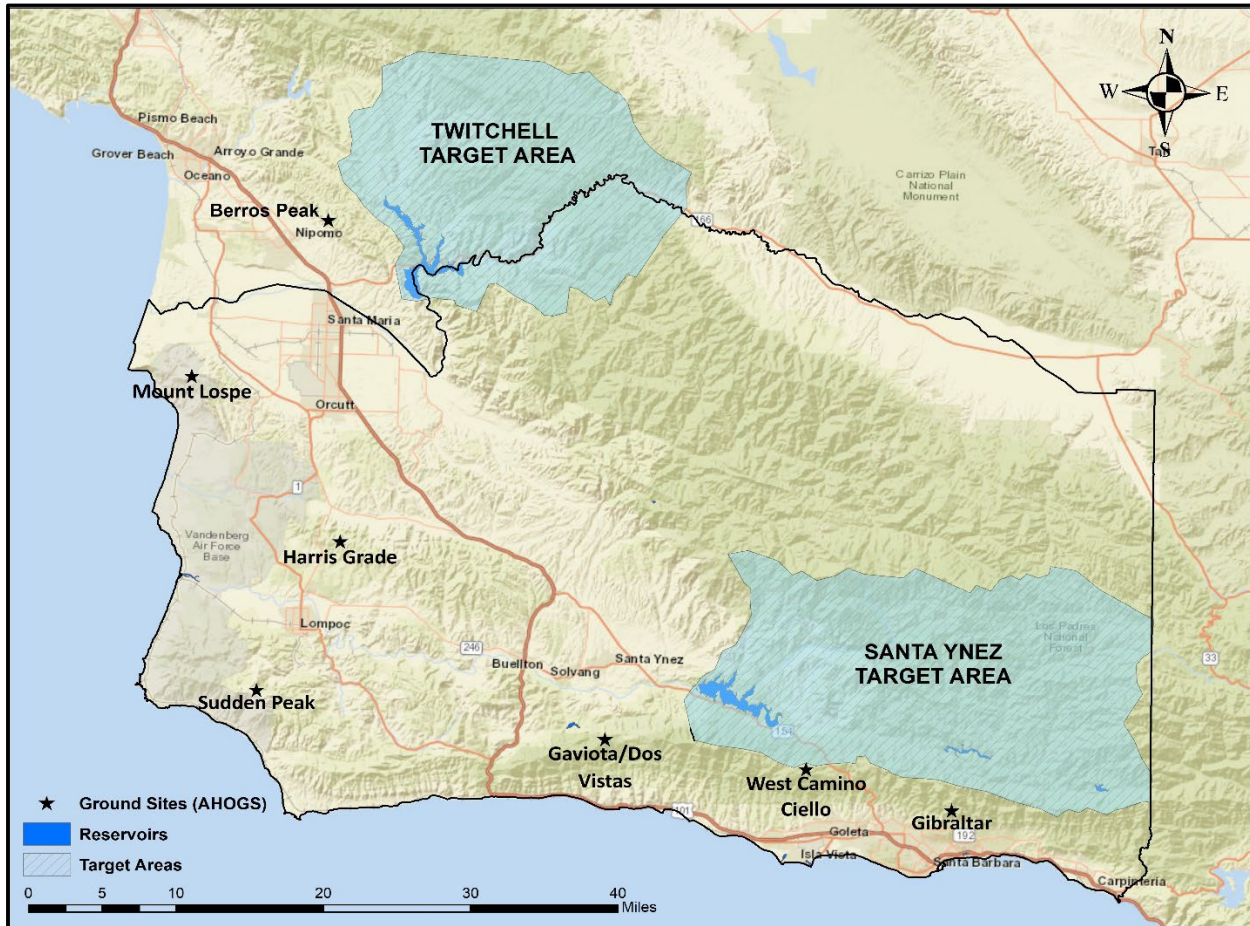 N
W
E
S
TWITCHELL
TARGET AREA
Pismo Beach
Arroyo Grande
Grover Beach
Oceano
Berros Peak
Nipomo
Carrizo Plain
National
Monument
166
Santa Maria
Mount Lospe
Orcutt
1
Vandenberg
Air Force
Base
Harris Grade
Lompoc
246
Santa Ynez
Buellton
Solvang
SANTA YNEZ
TARGET AREA
Los Padres
National
Forest
33
Sudden Peak
154
Gaviota/Dos
Vistas
West Camino
Ciello
Gibraltar
101
Goleta
192
Isla Vista
Santa Barbara
Carpinteria
Ground Sites (AHOGS)
Reservoirs
Target Areas
0 5 10 20 30 40
Miles